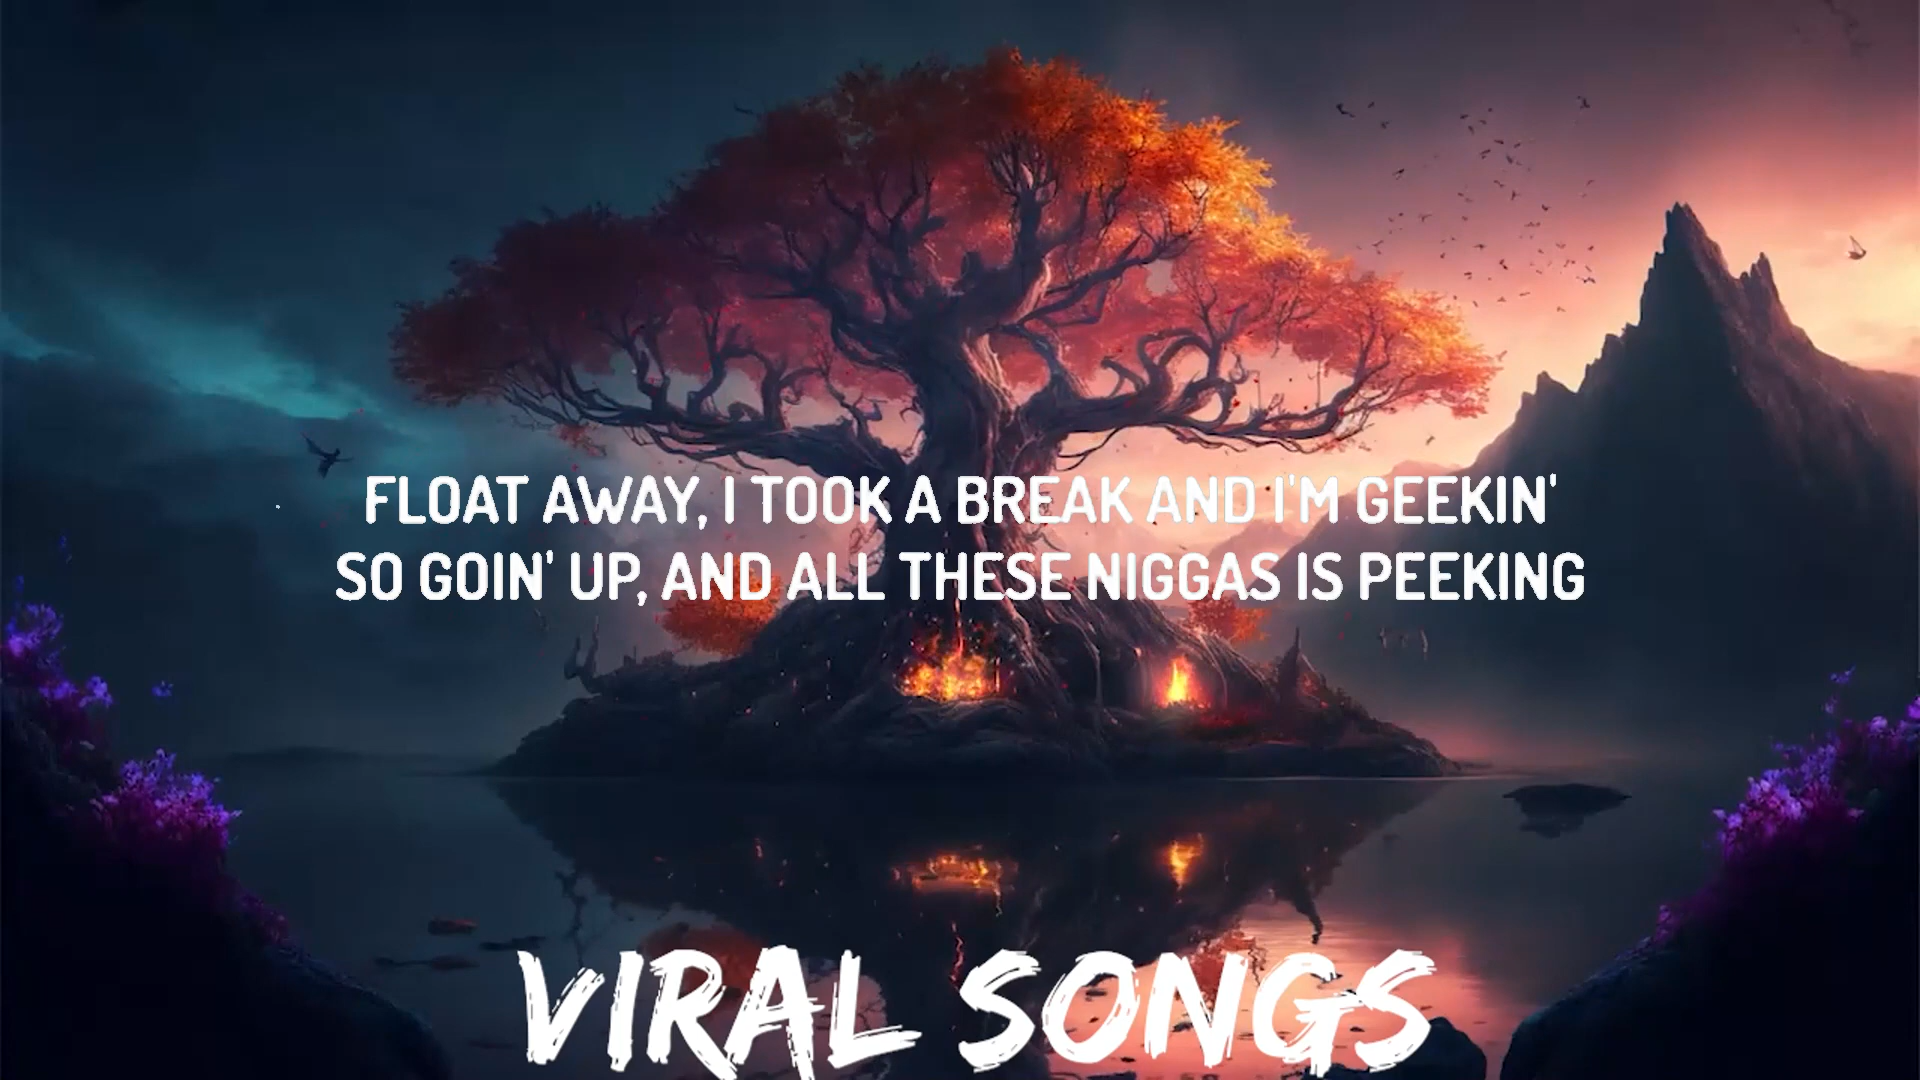 FLOAT AWAY, I TOOK A BREAK AND I'M GEEKIN'
SO GOIN' UP, AND ALL THESE NIGGAS IS PEEKING
VIRAL SONGS